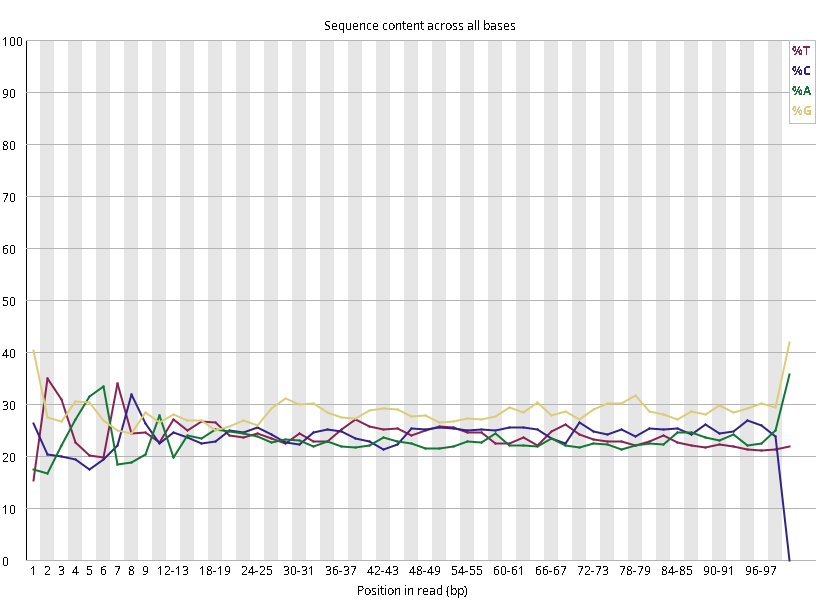 Sequence content across all bases
%T
%C
%A
%G
100
90
80
70
60
50
40
30
20
10
0
1 2 3 4 5 6 7 8 9 12-13 18-19 24-25 30-31 36-37 42-43 48-49 54-55 60-61 66-67 72-73 78-79 84-85 90-91 96-97
Position in read (bp)